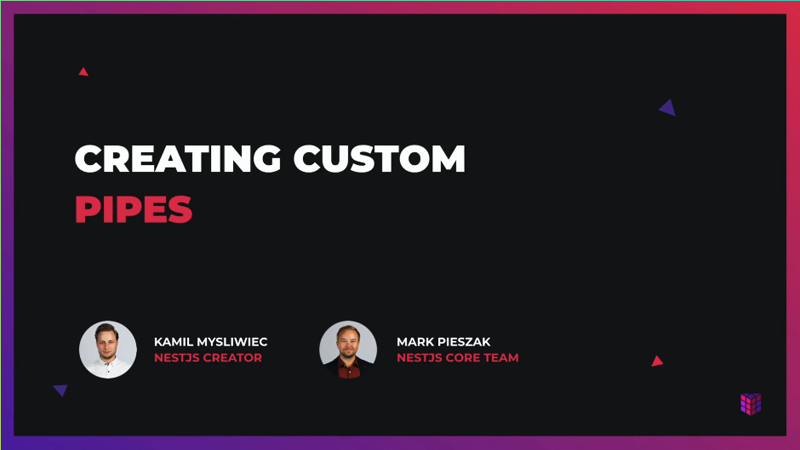 CREATING CUSTOM
PIPES
KAMIL MYSLIWIEC
NESTJS CREATOR
MARK PIESZAK
NESTJS CORE TEAM